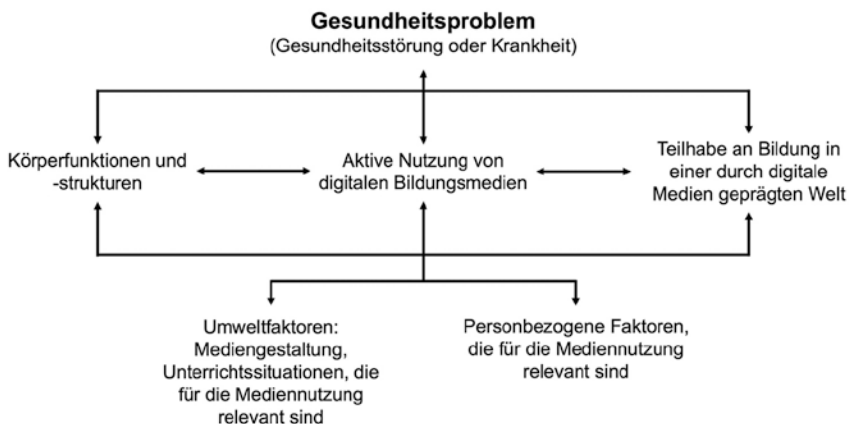 Gesundheitsproblem
(Gesundheitsstörung oder Krankheit)
Körperfunktionen und
-strukturen
Aktive Nutzung von
digitalen Bildungsmedien
Teilhabe an Bildung in
einer durch digitale
Medien geprägten Welt
Umweltfaktoren:
Mediengestaltung,
Unterrichtssituationen, die
für die Mediennutzung
relevant sind
Personbezogene Faktoren,
die für die Mediennutzung
relevant sind